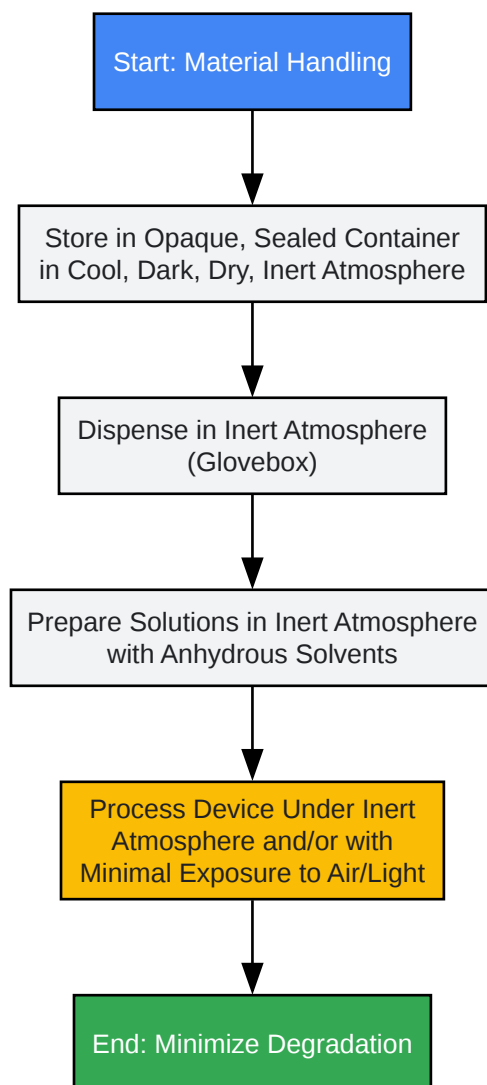 Start: Material Handling
Store in Opaque, Sealed Container
in Cool, Dark, Dry, Inert Atmosphere
Dispense in Inert Atmosphere
(Glovebox)
Prepare Solutions in Inert Atmosphere
with Anhydrous Solvents
Process Device Under Inert
Atmosphere and/or with
Minimal Exposure to Air/Light
End: Minimize Degradation